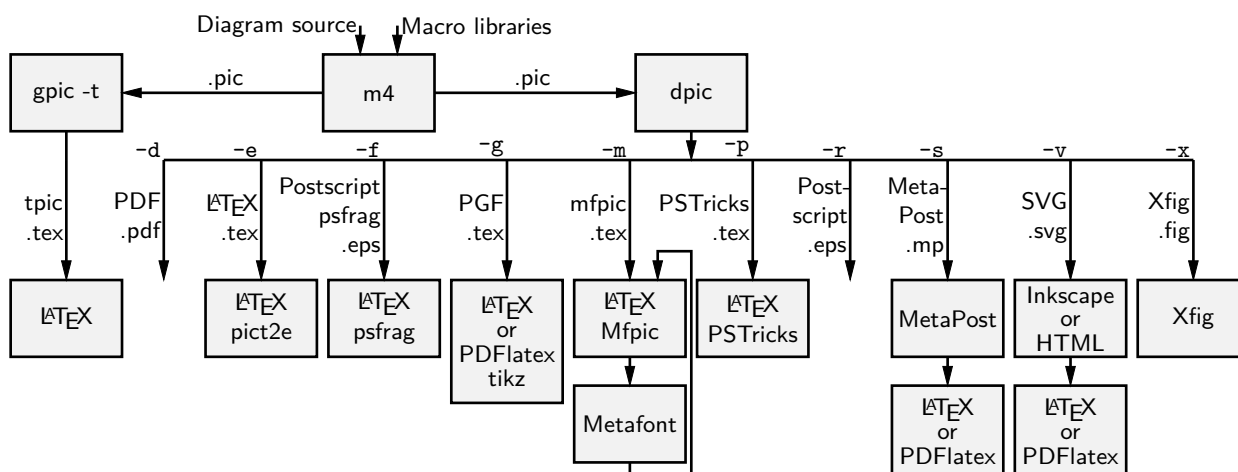 Diagram source
Macro libraries
gpic -t
.pic
m4
.pic
dpic
-d
-e
-f
-g
-m
-p
-r
-s
-v
-x
tpic
.tex
PDF
.pdf
LATEX
.tex
Postscript
psfrag
.eps
PGF
.tex
mfpic
.tex
PSTricks
.tex
Post-
script
.eps
Meta-
Post
.mp
SVG
.svg
Xfig
.fig
LATEX
LATEX
pict2e
LATEX
psfrag
LATEX
or
PDFlatex
tikz
LATEX
Mfpic
LATEX
PSTricks
MetaPost
Inkscape
or
HTML
Xfig
Metafont
LATEX
or
PDFlatex
LATEX
or
PDFlatex